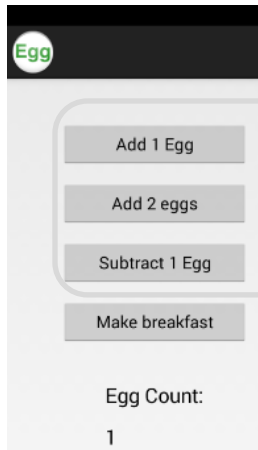 Egg
Add 1 Egg
Add 2 eggs
Subtract 1 Egg
Make breakfast
Egg Count:
1